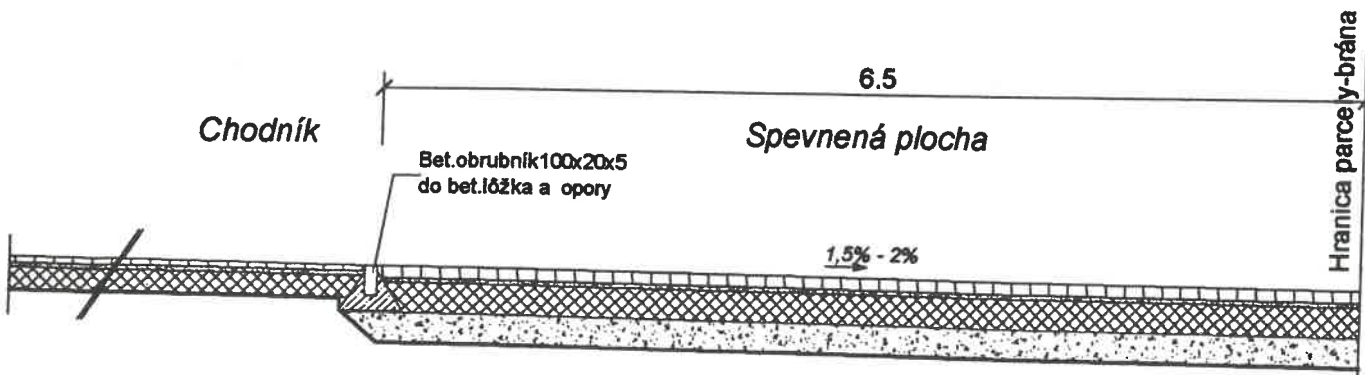 6.5
Chodník
Spevnená plocha
Bet.obrubník100x20x5
do bet.lôžka a opory
1,5% - 2%
Hranica parcely-brána